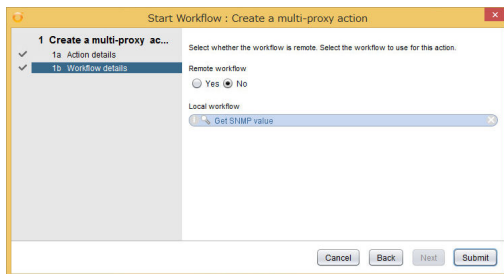 Start Workflow : Create a multi-proxy action
1 Create a multi-proxy ac...
1a Action details
1b Workflow details
Select whether the workflow is remote. Select the workflow to use for this action.
Remote workflow
Yes No
Local workflow
Get SNMP value
Cancel Back Next Submit